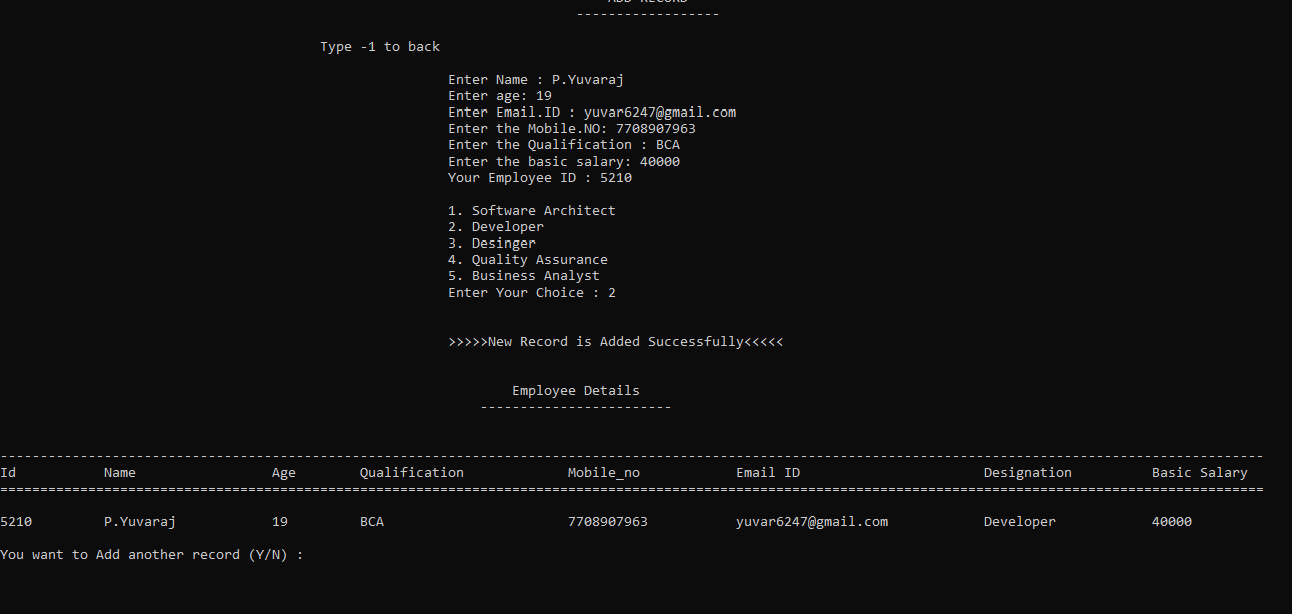 ADD RECORD
------------------
Type -1 to back
Enter Name : P.Yuvaraj
Enter age: 19
Enter Email.ID : yuvar6247@gmail.com
Enter the Mobile.NO: 7708907963
Enter the Qualification : BCA
Enter the basic salary: 40000
Your Employee ID : 5210
1. Software Architect
2. Developer
3. Desinger
4. Quality Assurance
5. Business Analyst
Enter Your Choice : 2
>>>>>New Record is Added Successfully<<<<<
Employee Details
------------------------
--------------------------------------------------------------------------------------------------------------------------------------------------------------
Id Name Age Qualification Mobile_no Email ID Designation Basic Salary
==============================================================================================================================================================
5210 P.Yuvaraj 19 BCA 7708907963 yuvar6247@gmail.com Developer 40000
You want to Add another record (Y/N) :